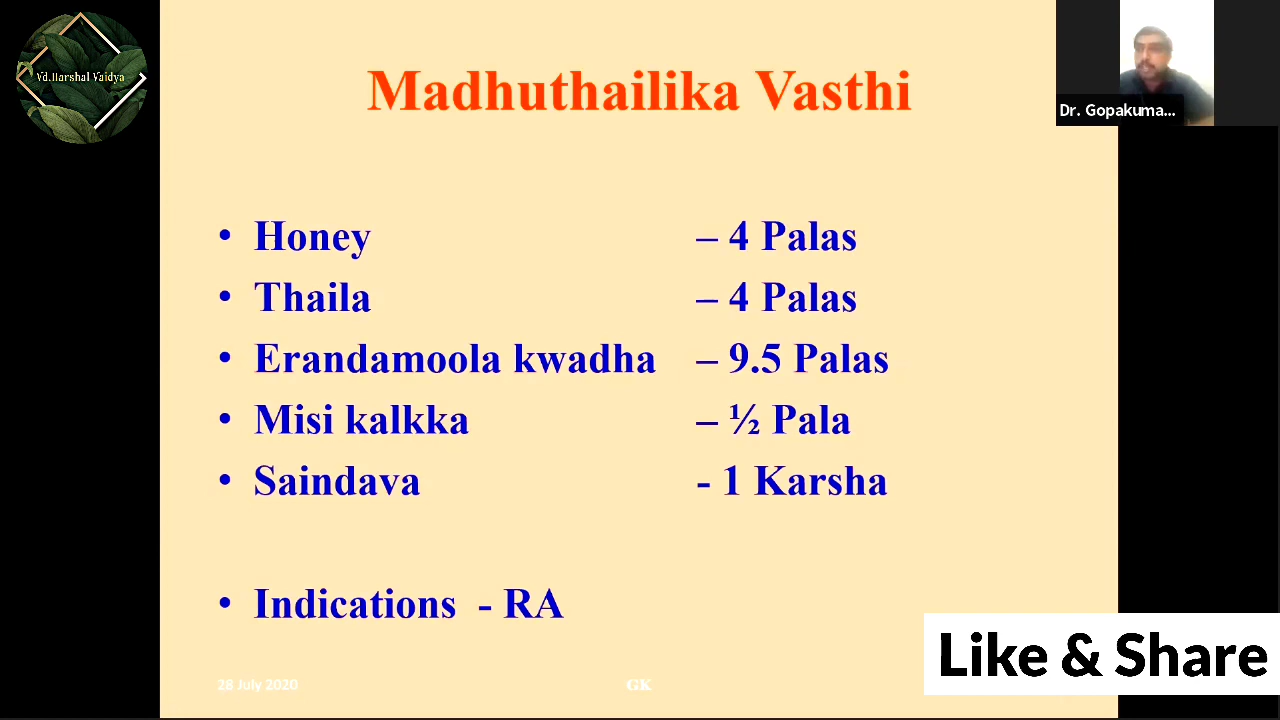 Vd.Harshal Vaidya
Madhuthailika Vasthi
Dr. Gopakuma...
• Honey – 4 Palas
• Thaila – 4 Palas
• Erandamoola kwadha – 9.5 Palas
• Misi kalkka – ½ Pala
• Saindava - 1 Karsha
• Indications - RA
28 July 2020 GK
Like & Share